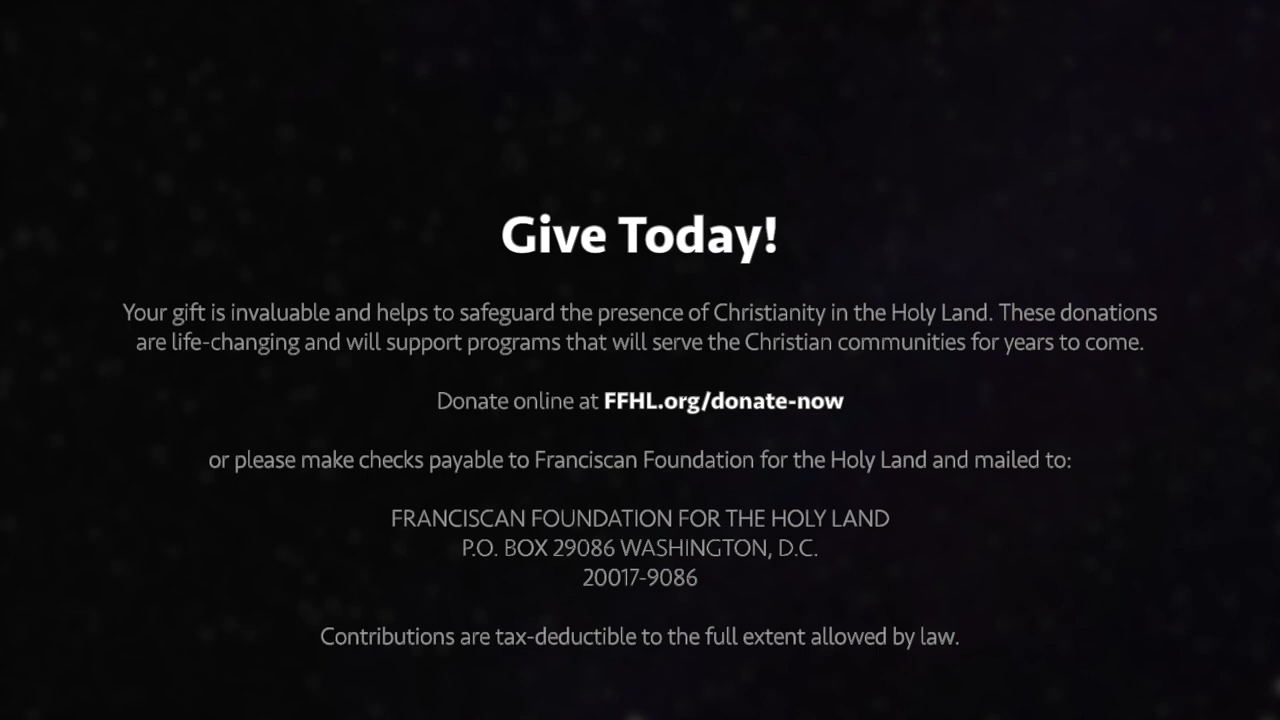 Give Today!
Your gift is invaluable and helps to safeguard the presence of Christianity in the Holy Land. These donations
are life-changing and will support programs that will serve the Christian communities for years to come.
Donate online at FFHL.org/donate-now
or please make checks payable to Franciscan Foundation for the Holy Land and mailed to:
FRANCISCAN FOUNDATION FOR THE HOLY LAND
P.O. BOX 29086 WASHINGTON, D.C.
20017-9086
Contributions are tax-deductible to the full extent allowed by law.